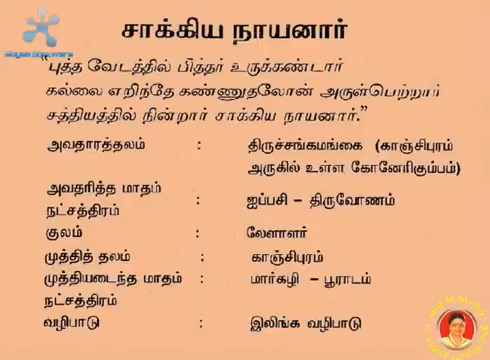 சாக்கிய நாயனார்
“புத்த வேடத்தில் பித்தர் உருக்கண்டார்
கல்லை எறிந்தே கண்ணுதலோன் அருள்பெற்றார்
சத்தியத்தில் நின்றார் சாக்கிய நாயனார்.”
அவதாரத்தலம் : திருச்சங்கமங்கை (காஞ்சிபுரம்
அருகில் உள்ள கோனேரிகும்பம்)
அவதரித்த மாதம்
நட்சத்திரம் : ஐப்பசி – திருவோணம்
குலம் : லேளாளர்
முத்தித் தலம் : காஞ்சிபுரம்
முத்தியடைந்த மாதம் : மார்கழி – பூராடம்
நட்சத்திரம்
வழிபாடு : இலிங்க வழிபாடு